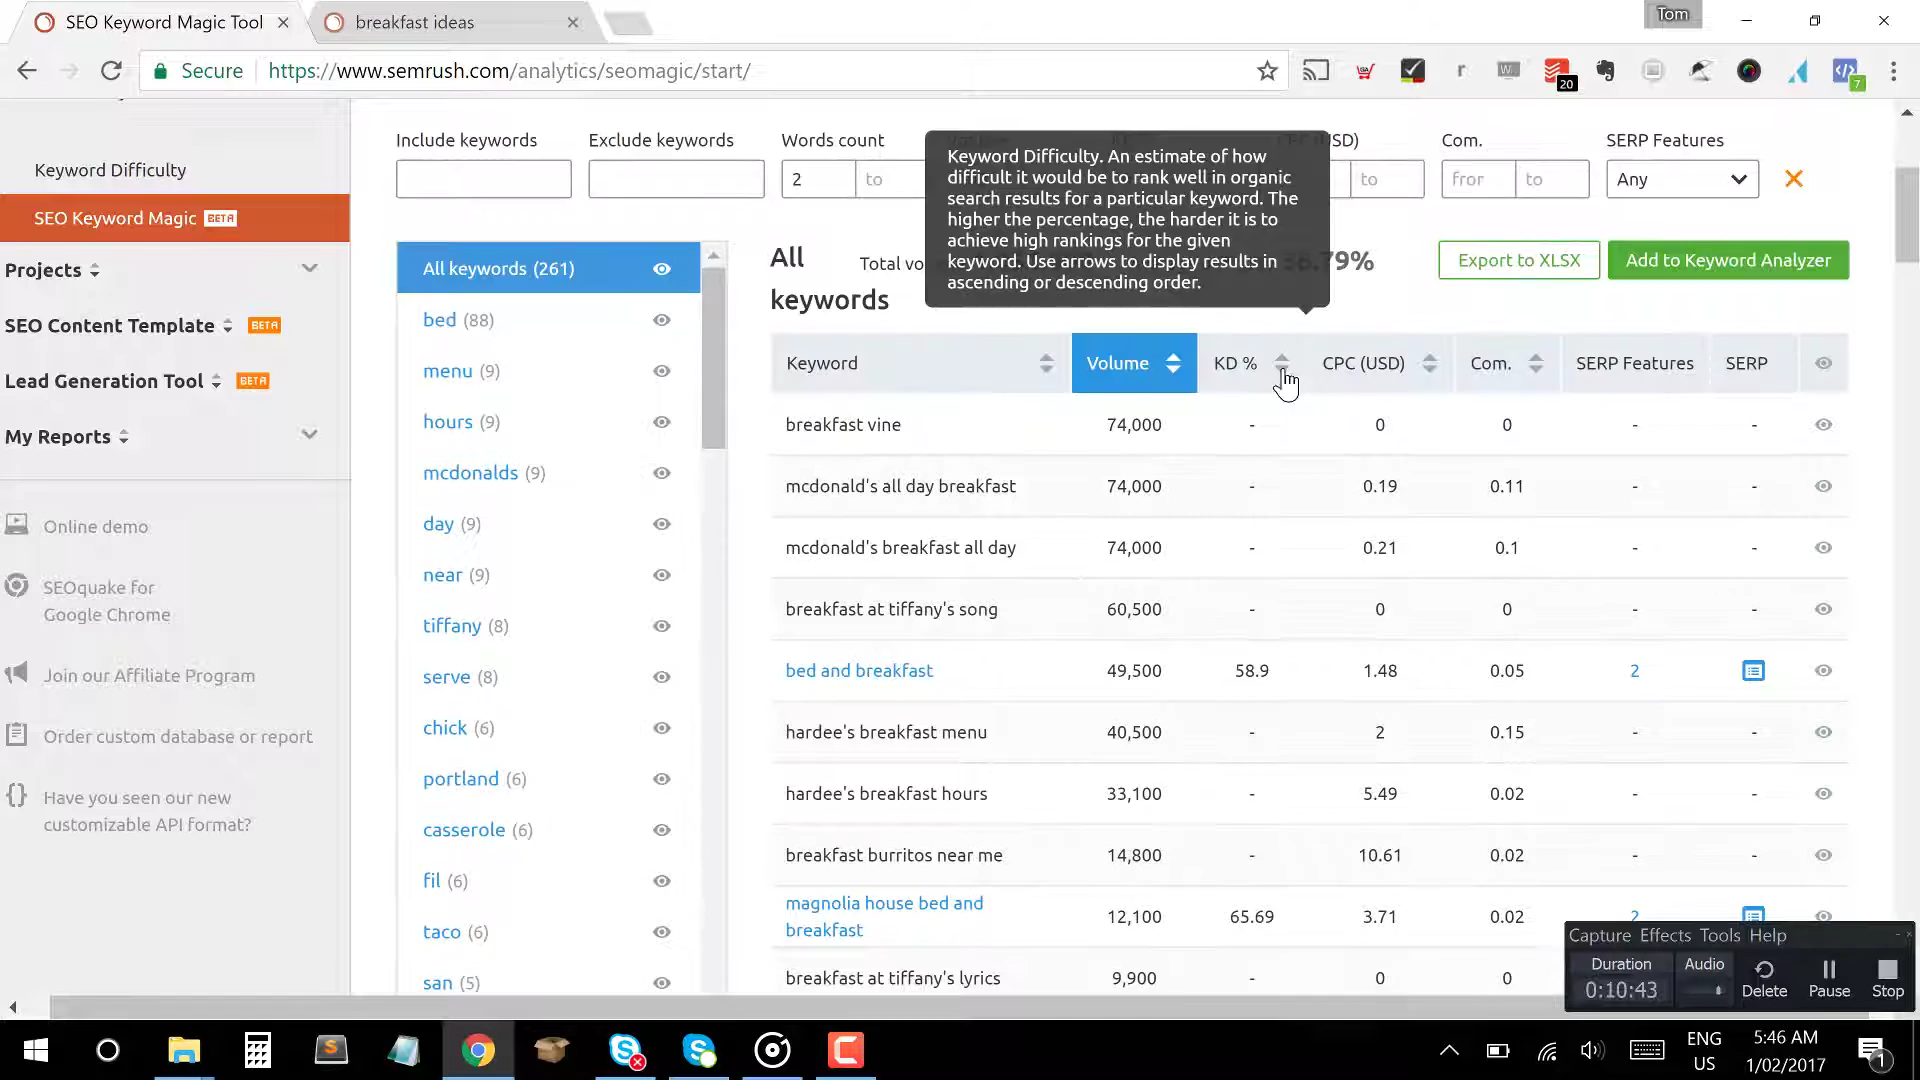 SEO Keyword Magic Tool
breakfast ideas
Tom
Secure
https://www.semrush.com/analytics/seomagic/start/
20
7
Keyword Difficulty
SEO Keyword Magic BETA
Projects
SEO Content Template BETA
Lead Generation Tool BETA
My Reports
Online demo
SEOquake for
Google Chrome
Join our Affiliate Program
Order custom database or report
Have you seen our new
customizable API format?
Include keywords
Exclude keywords
Words count
(USD)
Com.
SERP Features
2
to
to
to
Any
Keyword Difficulty. An estimate of how
difficult it would be to rank well in organic
search results for a particular keyword. The
higher the percentage, the harder it is to
achieve high rankings for the given
keyword. Use arrows to display results in
ascending or descending order.
All keywords (261)
bed (88)
menu (9)
hours (9)
mcdonalds (9)
day (9)
near (9)
tiffany (8)
serve (8)
chick (6)
portland (6)
casserole (6)
fil (6)
taco (6)
san (5)
All
keywords
Total
Export to XLSX
Add to Keyword Analyzer
Keyword Volume KD % CPC (USD) Com. SERP Features SERP
breakfast vine 74,000 - 0 0 - -
mcdonald's all day breakfast 74,000 - 0.19 0.11 - -
mcdonald's breakfast all day 74,000 - 0.21 0.1 - -
breakfast at tiffany's song 60,500 - 0 0 - -
bed and breakfast 49,500 58.9 1.48 0.05 2
hardee's breakfast menu 40,500 - 2 0.15 - -
hardee's breakfast hours 33,100 - 5.49 0.02 - -
breakfast burritos near me 14,800 - 10.61 0.02 - -
magnolia house bed and
breakfast 12,100 65.69 3.71 0.02 2
breakfast at tiffany's lyrics 9,900 - 0 0
Capture Effects Tools Help
Duration
0:10:43
Audio
Delete
Pause
Stop
ENG
US
5:46 AM
1/02/2017
1